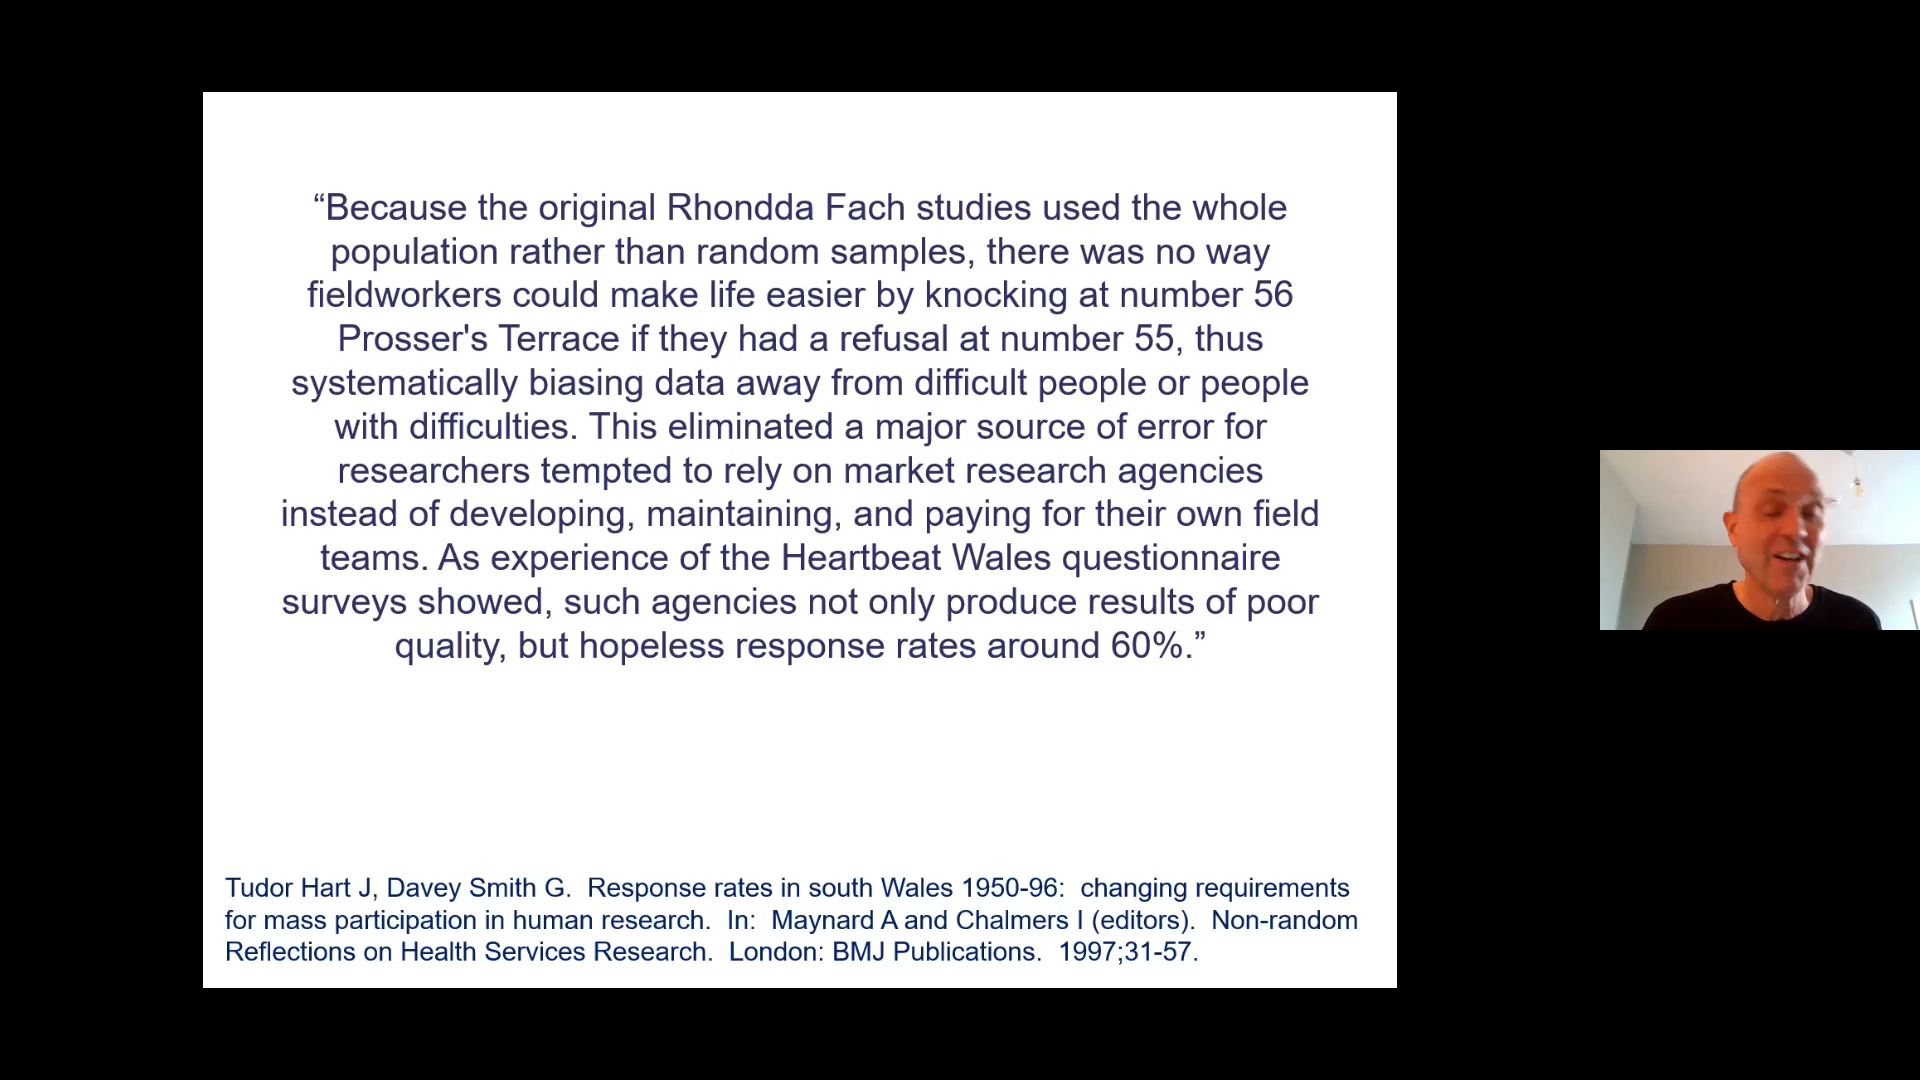 “Because the original Rhondda Fach studies used the whole
population rather than random samples, there was no way
fieldworkers could make life easier by knocking at number 56
Prosser's Terrace if they had a refusal at number 55, thus
systematically biasing data away from difficult people or people
with difficulties. This eliminated a major source of error for
researchers tempted to rely on market research agencies
instead of developing, maintaining, and paying for their own field
teams. As experience of the Heartbeat Wales questionnaire
surveys showed, such agencies not only produce results of poor
quality, but hopeless response rates around 60%.”
Tudor Hart J, Davey Smith G.  Response rates in south Wales 1950-96:  changing requirements
for mass participation in human research.  In:  Maynard A and Chalmers I (editors).  Non-random
Reflections on Health Services Research.  London: BMJ Publications.  1997;31-57.